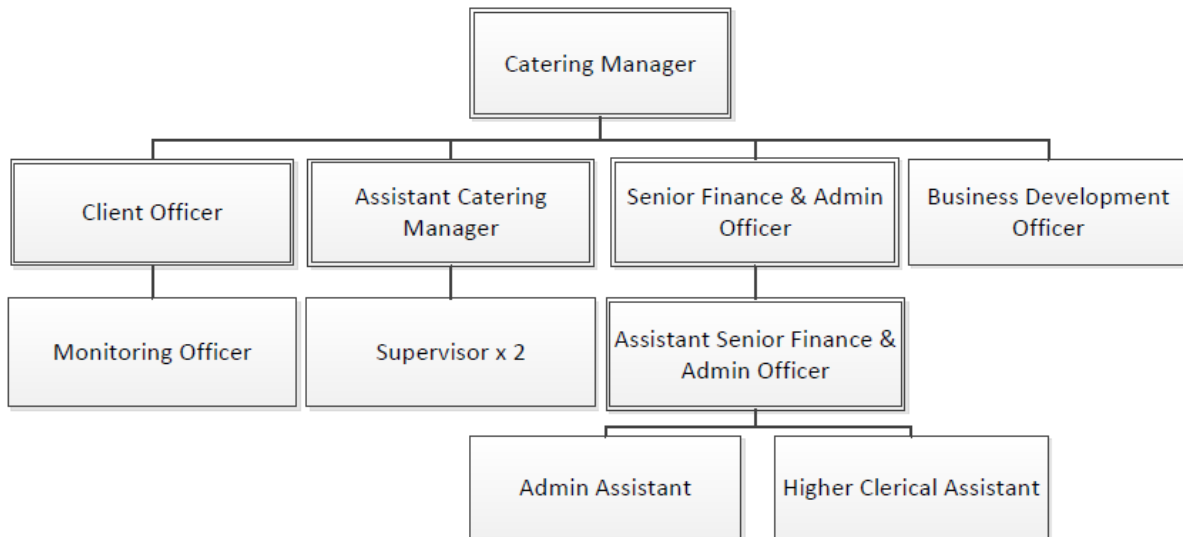 Catering Manager
Client Officer
Assistant Catering
Manager
Senior Finance & Admin
Officer
Business Development
Officer
Monitoring Officer
Supervisor x 2
Assistant Senior Finance &
Admin Officer
Admin Assistant
Higher Clerical Assistant